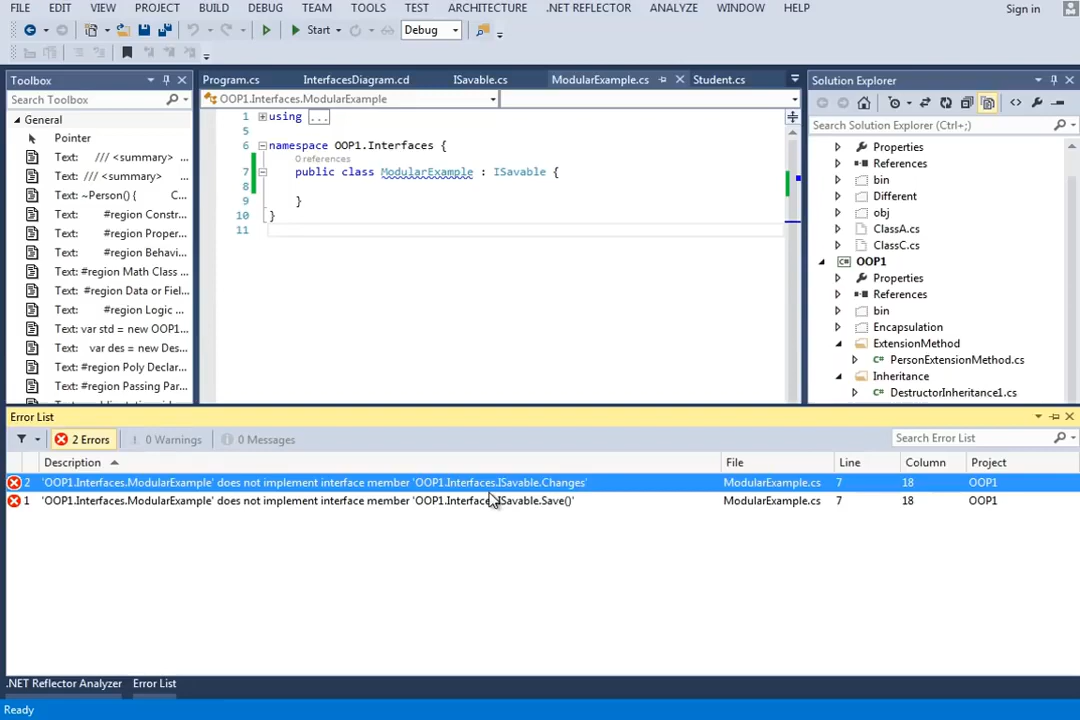 FILE EDIT VIEW PROJECT BUILD DEBUG TEAM TOOLS TEST ARCHITECTURE .NET REFLECTOR ANALYZE WINDOW HELP Sign in
Start Debug
Toolbox
Search Toolbox
General
Pointer
Text: /// <summary> ...
Text: /// <summary> ...
Text: ~Person() { ...
Text: #region Constr...
Text: #region Proper...
Text: #region Behavi...
Text: #region Math Class ...
Text: #region Data or Fiel...
Text: #region Logic ...
Text: var std = new OOP1...
Text: var des = new Des...
Text: #region Poly Declar...
Text: #region Passing Par...
Program.cs InterfacesDiagram.cd ISavable.cs ModularExample.cs Student.cs
OOP1.Interfaces.ModularExample
1 using ...
5
6 namespace OOP1.Interfaces {
0 references
7 public class ModularExample : ISavable {
8
9 }
10 }
11
Solution Explorer
Search Solution Explorer (Ctrl+;)
Properties
References
bin
Different
obj
ClassA.cs
ClassC.cs
OOP1
Properties
References
bin
Encapsulation
ExtensionMethod
PersonExtensionMethod.cs
Inheritance
DestructorInheritance1.cs
Error List
2 Errors 0 Warnings 0 Messages Search Error List
Description File Line Column Project
2 'OOP1.Interfaces.ModularExample' does not implement interface member 'OOP1.Interfaces.ISavable.Changes' ModularExample.cs 7 18 OOP1
1 'OOP1.Interfaces.ModularExample' does not implement interface member 'OOP1.Interfaces.ISavable.Save()' ModularExample.cs 7 18 OOP1
.NET Reflector Analyzer Error List
Ready